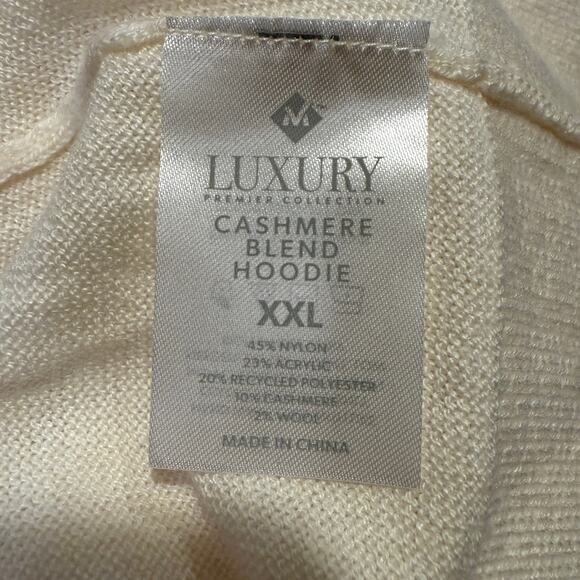 M
LUXURY
PREMIER COLLECTION
CASHMERE
BLEND
HOODIE
XXL
45% NYLON
23% ACRYLIC
20% RECYCLED POLYESTER
10% CASHMERE
2% WOOL
MADE IN CHINA